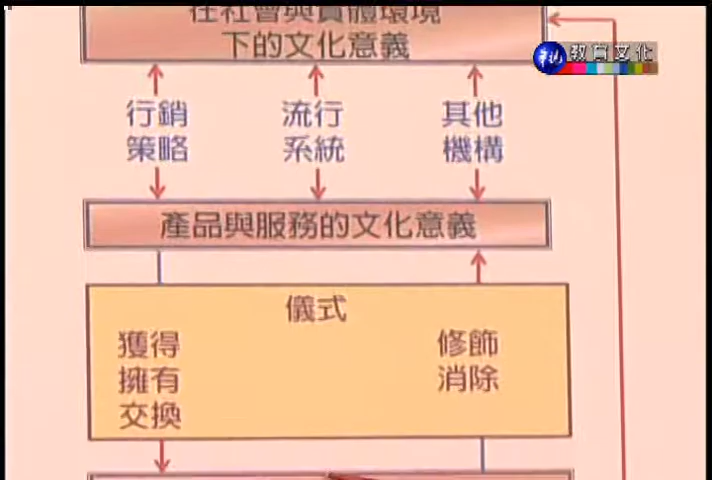 在社會與實體環境
下的文化意義
華視 教育文化
行銷 流行 其他
策略 系統 機構
產品與服務的文化意義
儀式
獲得 修飾
擁有 消除
交換